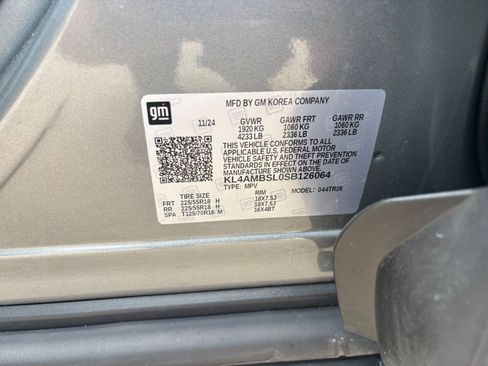 gm
MFD BY GM KOREA COMPANY
11/24 GVWR GAWR FRT GAWR RR
1920 KG 1060 KG 1060 KG
4233 LB 2336 LB 2336 LB
THIS VEHICLE CONFORMS TO ALL
APPLICABLE U.S. FEDERAL MOTOR
VEHICLE SAFETY AND THEFT PREVENTION
STANDARDS IN EFFECT ON THE DATE OF
MANUFACTURE SHOWN ABOVE.
KL4AMBSL0SB126064
TYPE: MPV MODEL: 044TR26
TIRE SIZE RIM
FRT 225/55R18 H 18X7.5J
RR 225/55R18 H 18X7.5J
SPA T125/70R16 M 16X4BT